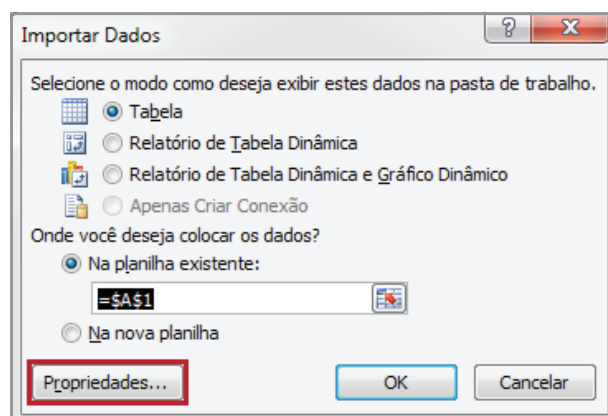 Importar Dados
Selecione o modo como deseja exibir estes dados na pasta de trabalho.
Tabela
Relatório de Tabela Dinâmica
Relatório de Tabela Dinâmica e Gráfico Dinâmico
Apenas Criar Conexão
Onde você deseja colocar os dados?
Na planilha existente:
=$A$1
Na nova planilha
Propriedades... OK Cancelar